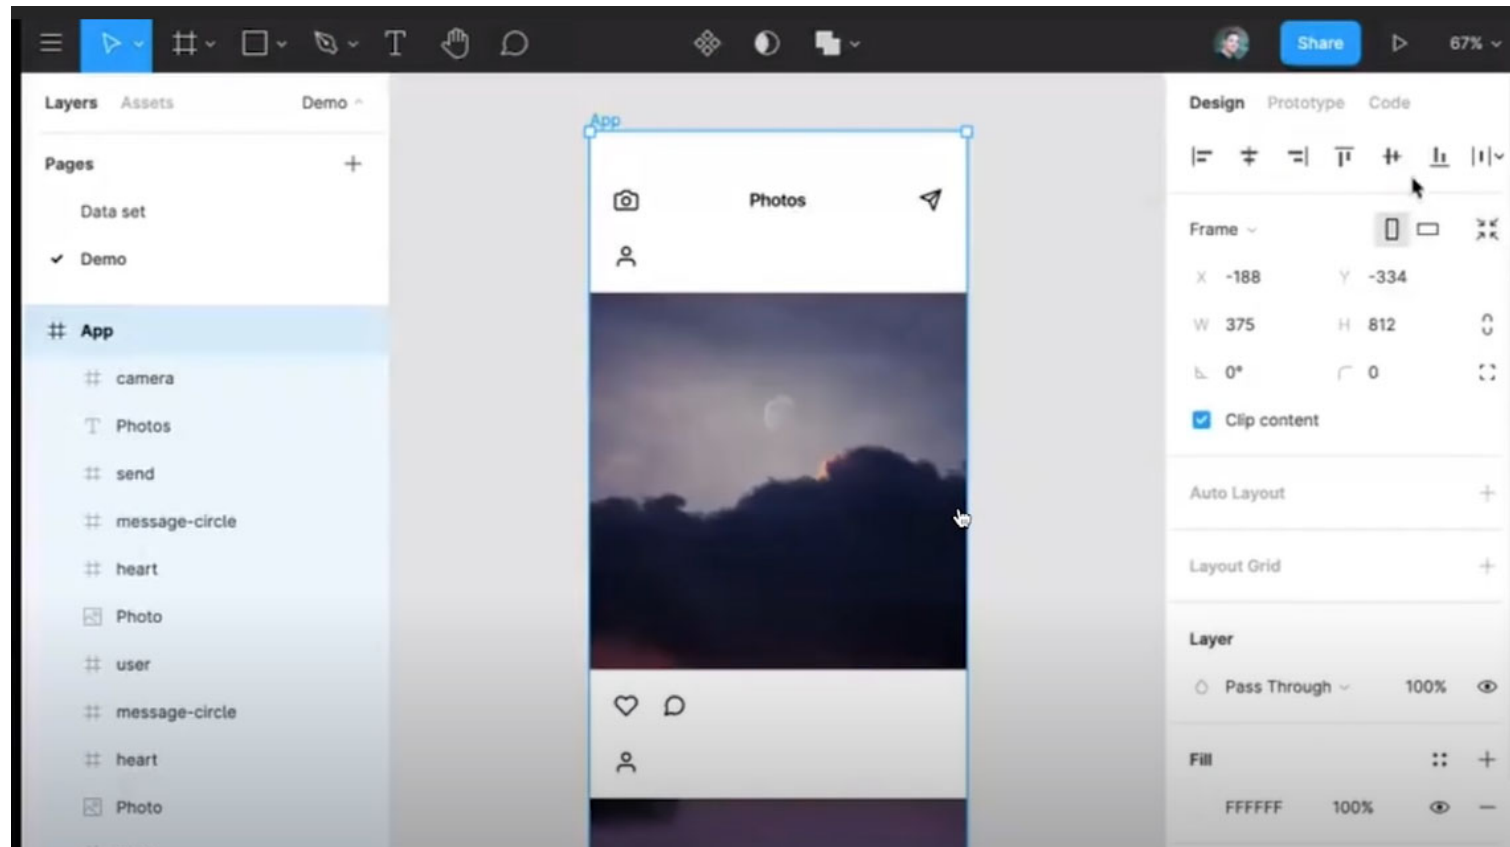 Share
67%
Layers Assets Demo
Pages
Data set
Demo
App
camera
Photos
send
message-circle
heart
Photo
user
message-circle
heart
Photo
App
Photos
Design Prototype Code
Frame
X -188 Y -334
W 375 H 812
0° 0
Clip content
Auto Layout
Layout Grid
Layer
Pass Through 100%
Fill
FFFFFF 100%